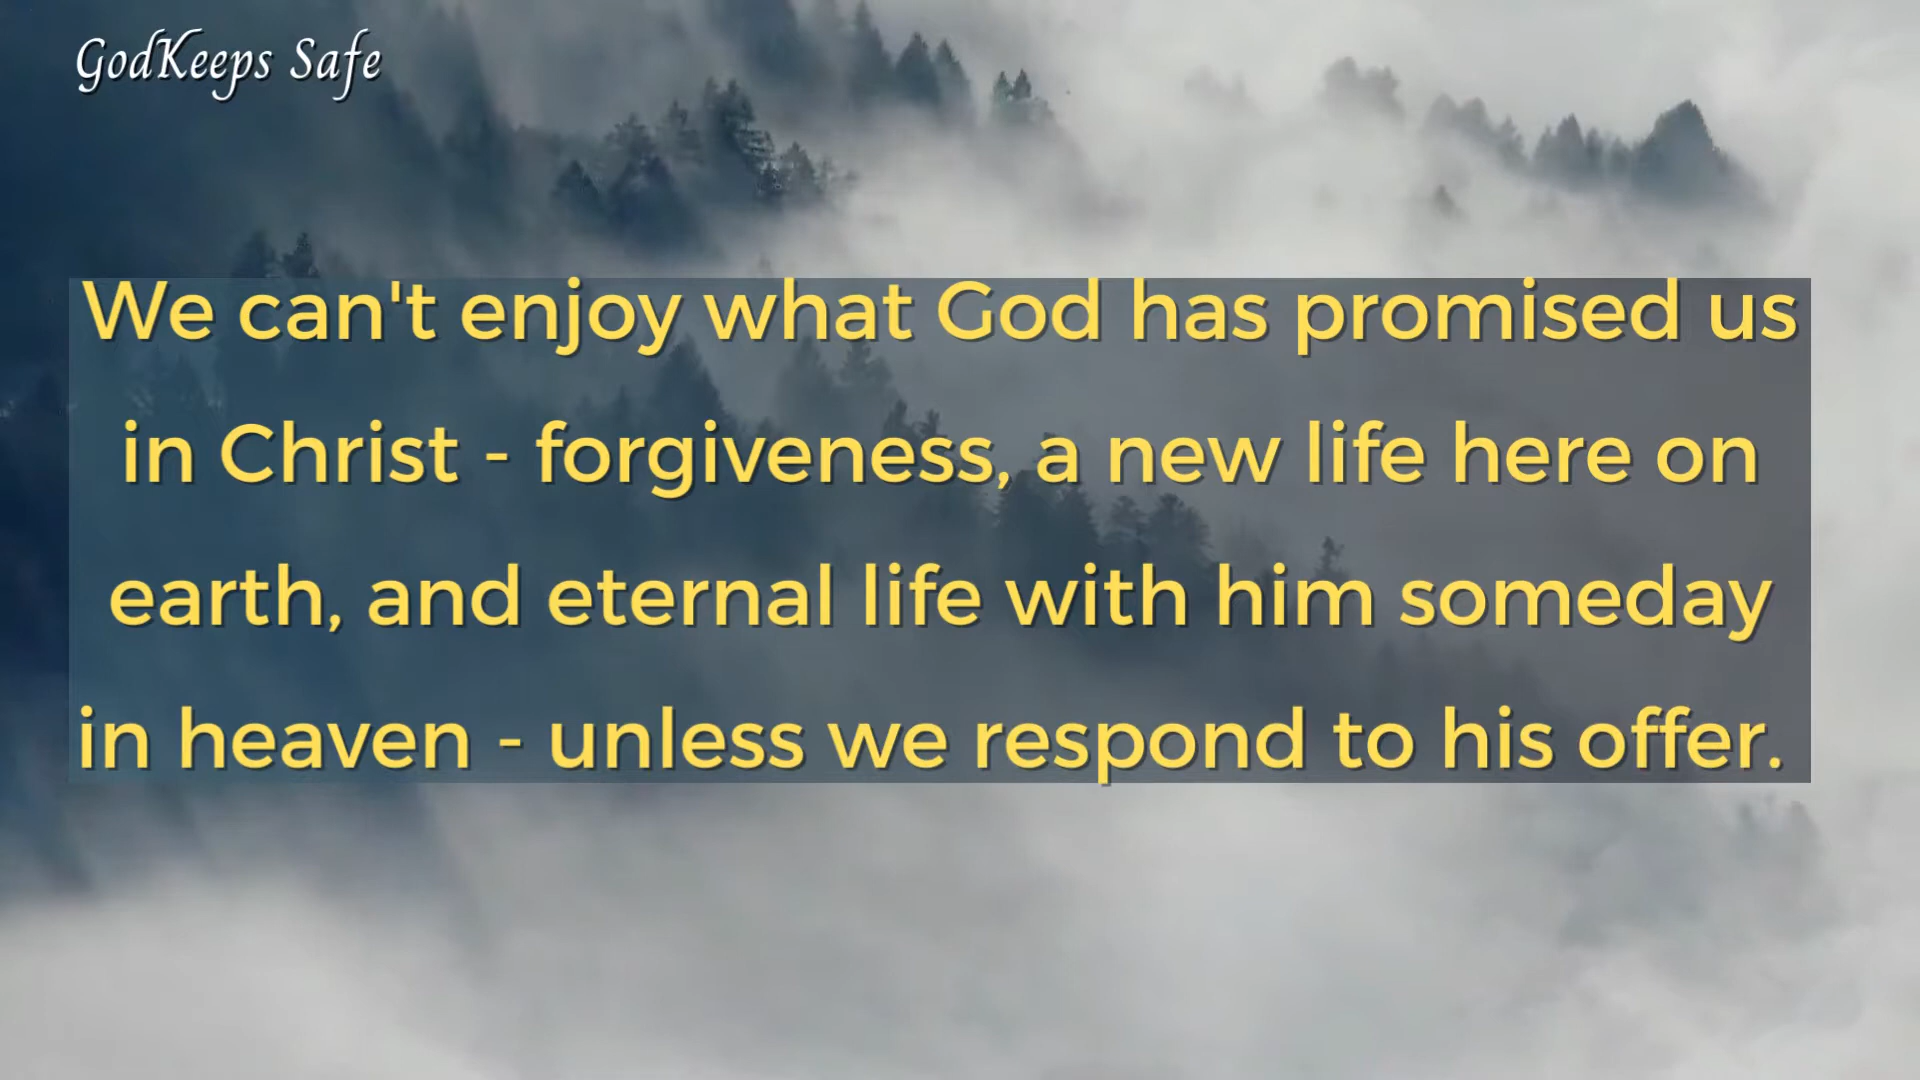 GodKeeps Safe
We can't enjoy what God has promised us
in Christ - forgiveness, a new life here on
earth, and eternal life with him someday
in heaven - unless we respond to his offer.